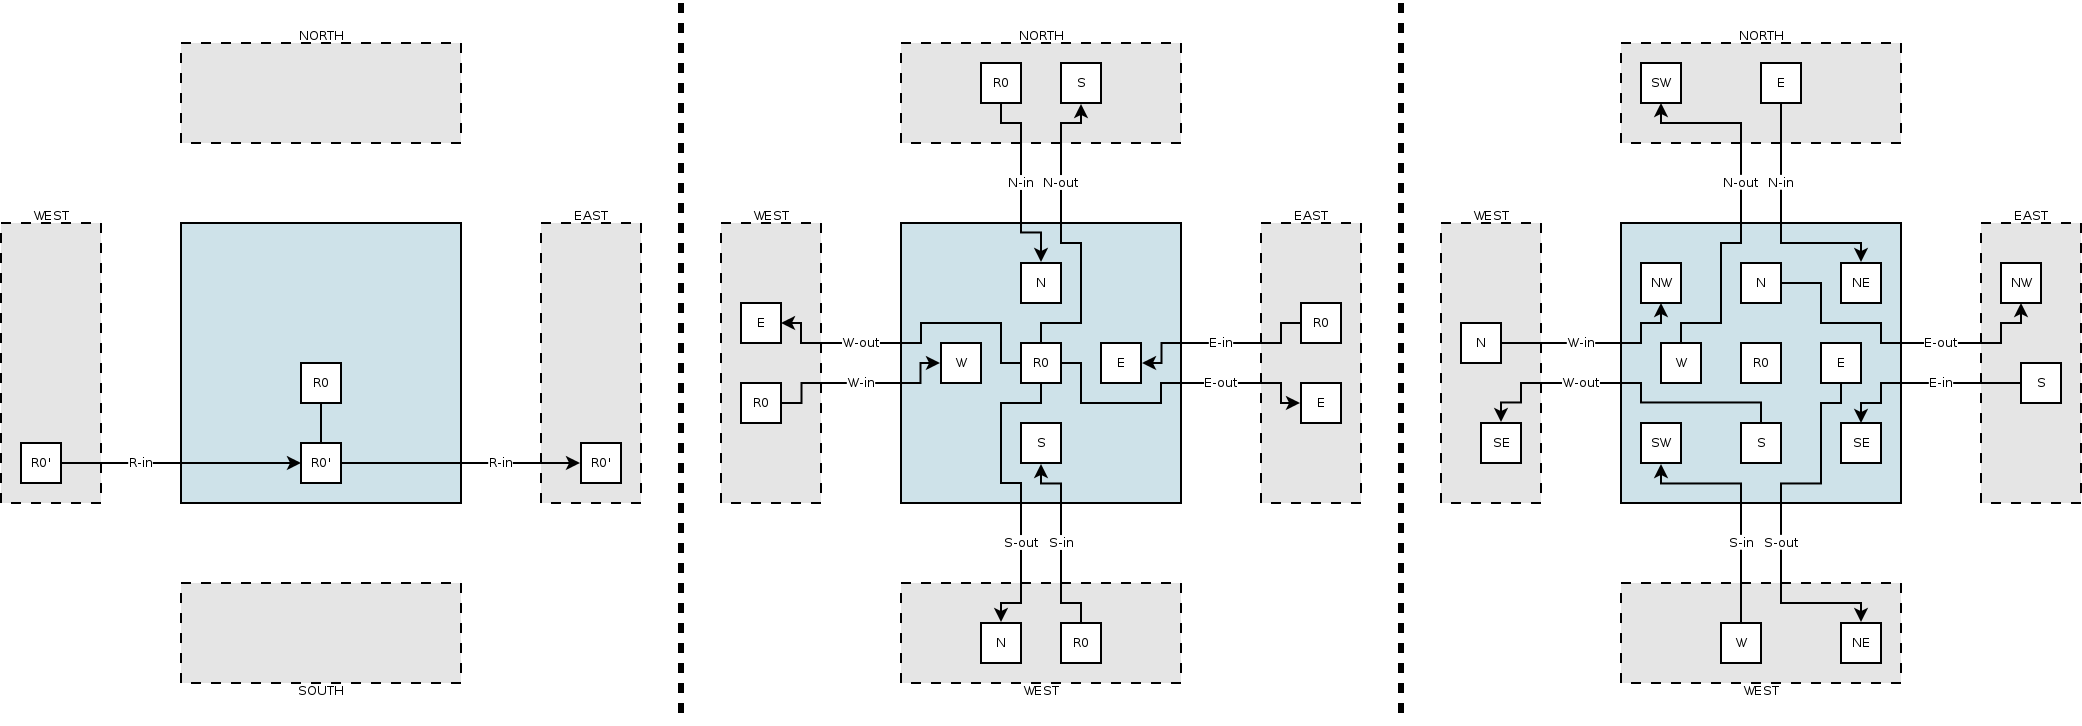 NORTH
WEST
EAST
R0
R0'
R-in
R0'
R-in
R0'
SOUTH
NORTH
R0
S
N-in
N-out
WEST
EAST
N
E
R0
W-out
E-in
W
R0
E
W-in
E-out
R0
E
S
S-out
S-in
N
R0
WEST
NORTH
SW
E
N-out
N-in
WEST
EAST
NW
N
NE
NW
N
W-in
E-out
W
R0
E
W-out
E-in
S
SE
SW
S
SE
S-in
S-out
W
NE
WEST